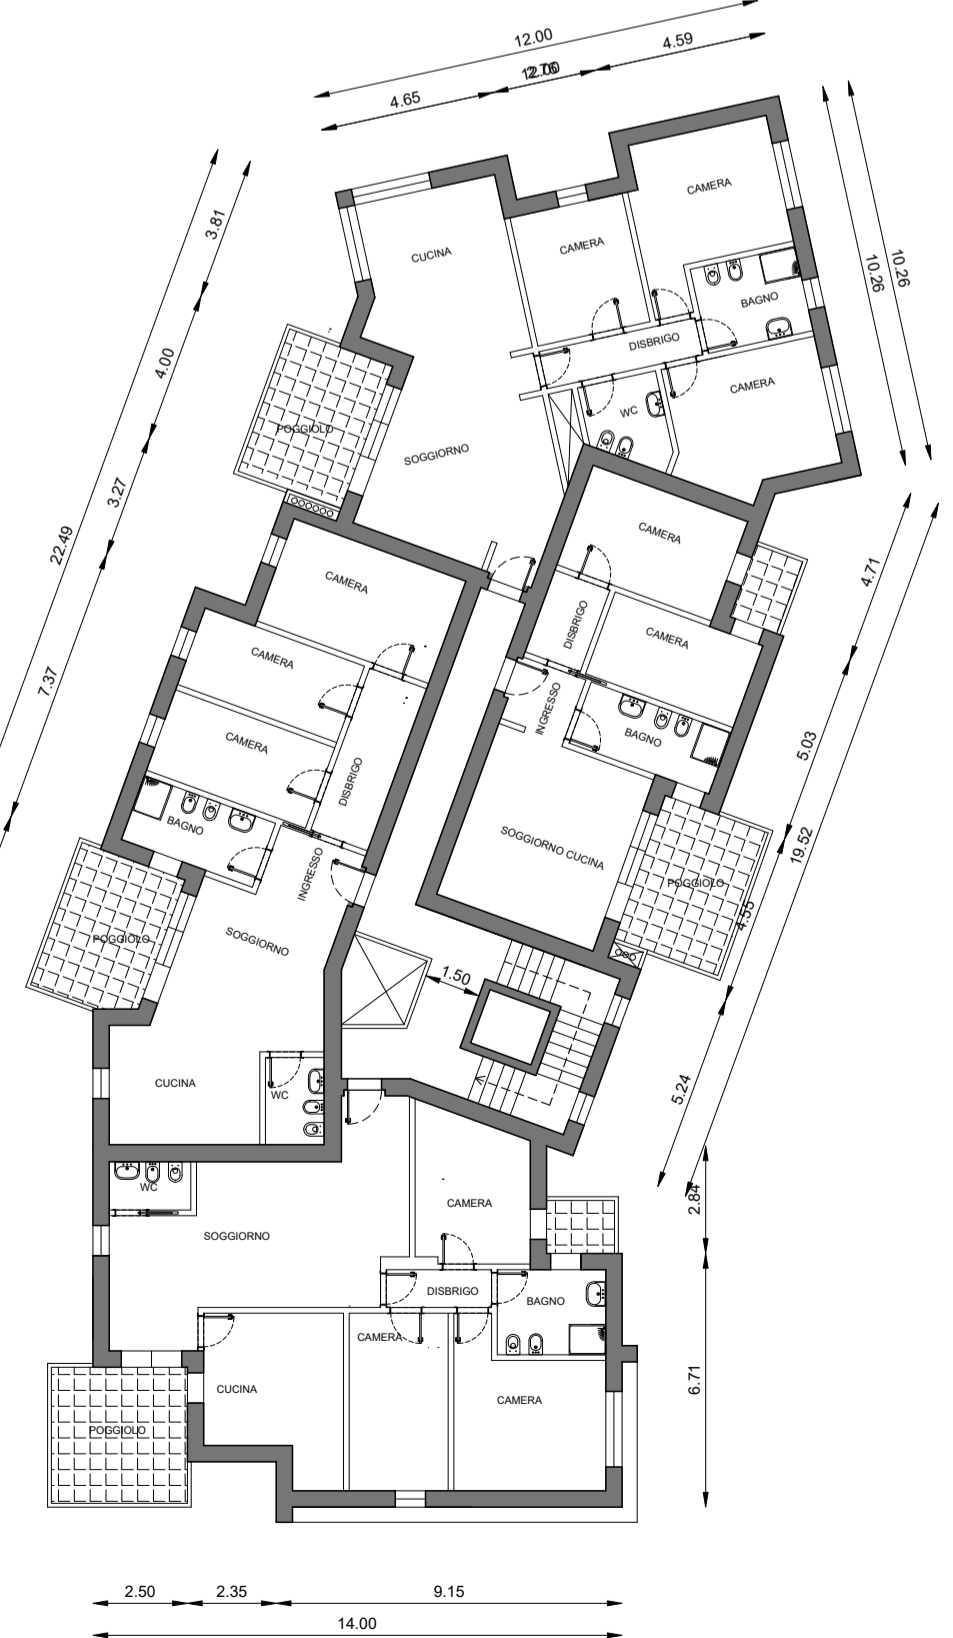 12.00
4.59
4.65
3.81
CAMERA
CUCINA
CAMERA
10.26
10.26
BAGNO
DISBRIGO
4.00
CAMERA
WC
POGGIOLO
SOGGIORNO
3.27
22.49
CAMERA
4.71
CAMERA
DISBRIGO
CAMERA
CAMERA
7.37
INGRESSO
CAMERA
BAGNO
5.03
DISBRIGO
19.52
BAGNO
SOGGIORNO CUCINA
INGRESSO
POGGIOLO
4.55
POGGIOLO
SOGGIORNO
1.50
CUCINA
WC
5.24
WC
2.84
CAMERA
SOGGIORNO
DISBRIGO
BAGNO
CAMERA
6.71
CUCINA
CAMERA
POGGIOLO
2.50
2.35
9.15
14.00